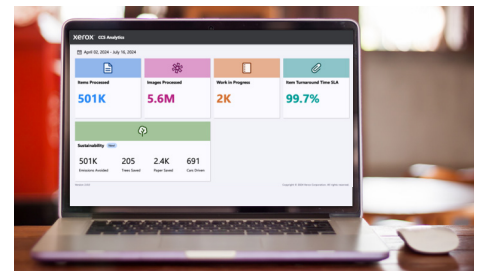 xerox™ CCS Analytics
April 02, 2024 - July 16, 2024
Items Processed
501K
Images Processed
5.6M
Work in Progress
2K
Item Turnaround Time SLA
99.7%
Sustainability
501K
Emissions Avoided
205
Trees Saved
2.4K
Paper Saved
691
Cars Driven